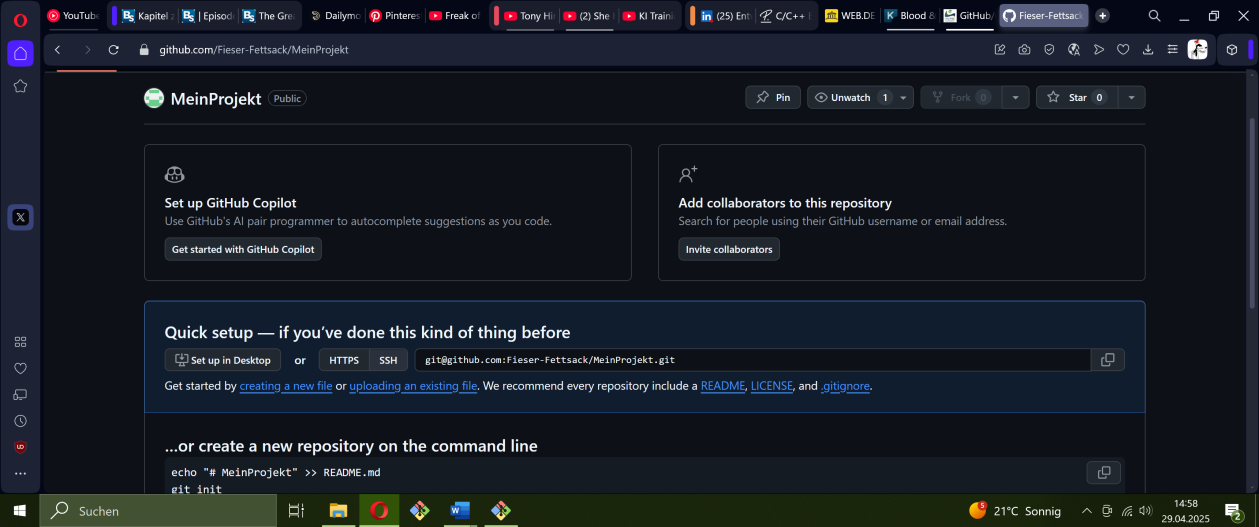 YouTube
Kapitel z
| Episode
The Grea
Dailymo
Pinteres
Freak of
Tony Hi
(2) She
KI Traini
(25) Ent
C/C++
WEB.DE
Blood &
GitHub/
Fieser-Fettsack
github.com/Fieser-Fettsack/MeinProjekt
MeinProjekt Public
Pin
Unwatch 1
Fork 0
Star 0
Set up GitHub Copilot
Use GitHub's AI pair programmer to autocomplete suggestions as you code.
Get started with GitHub Copilot
Add collaborators to this repository
Search for people using their GitHub username or email address.
Invite collaborators
Quick setup — if you've done this kind of thing before
Set up in Desktop or HTTPS SSH git@github.com:Fieser-Fettsack/MeinProjekt.git
Get started by creating a new file or uploading an existing file. We recommend every repository include a README, LICENSE, and .gitignore.
...or create a new repository on the command line
echo "# MeinProjekt" >> README.md
git init
Suchen
5
21°C Sonnig
14:58
29.04.2025
2